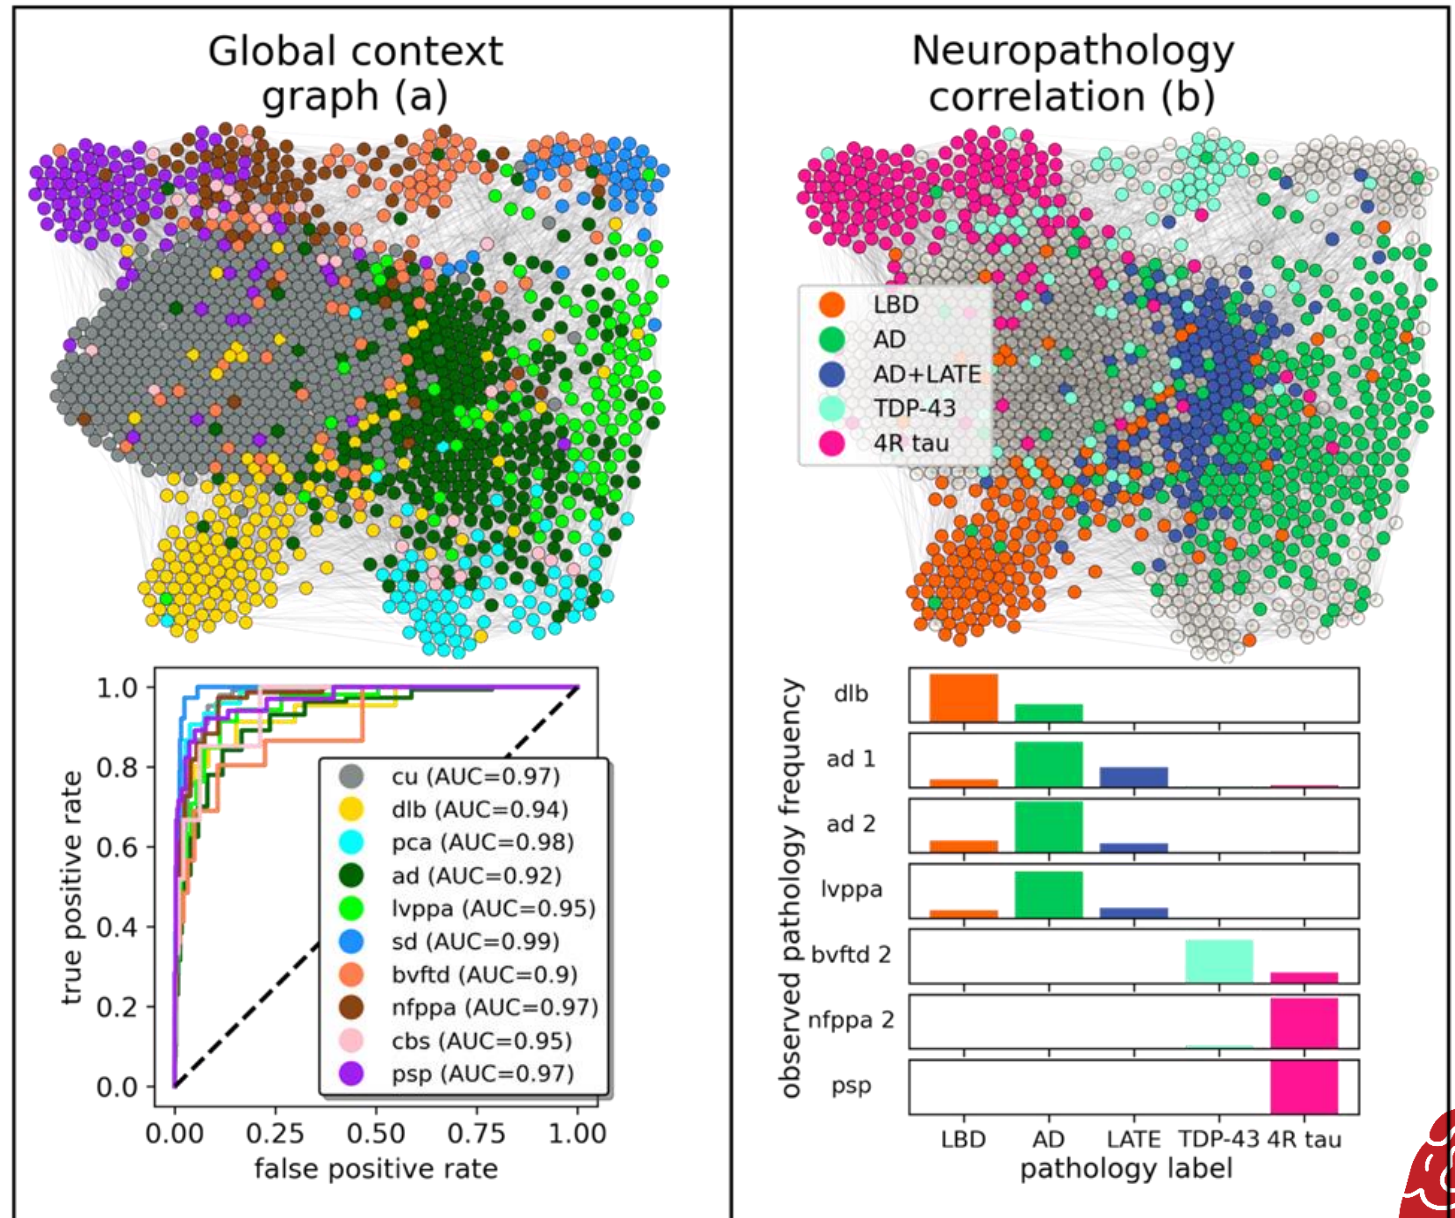 Global context
graph (a)
1.0
0.8
0.6
0.4
0.2
0.0
true positive rate
cu (AUC=0.97)
dlb (AUC=0.94)
pca (AUC=0.98)
ad (AUC=0.92)
lvppa (AUC=0.95)
sd (AUC=0.99)
bvftd (AUC=0.9)
nfppa (AUC=0.97)
cbs (AUC=0.95)
psp (AUC=0.97)
0.00 0.25 0.50 0.75 1.00
false positive rate
Neuropathology
correlation (b)
LBD
AD
AD+LATE
TDP-43
4R tau
observed pathology frequency
dlb
ad 1
ad 2
lvppa
bvftd 2
nfppa 2
psp
LBD AD LATE TDP-43 4R tau
pathology label